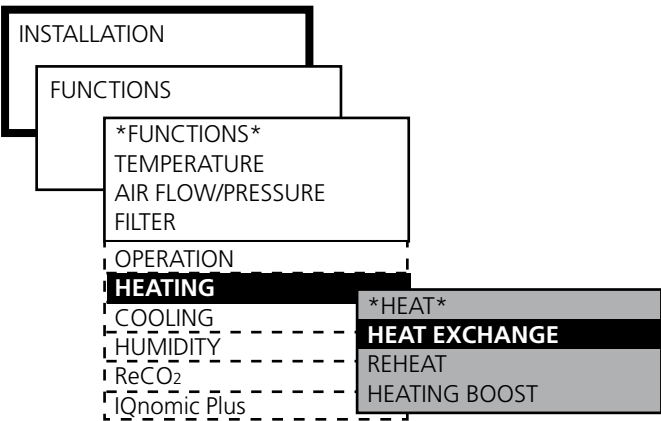 INSTALLATION
FUNCTIONS
*FUNCTIONS*
TEMPERATURE
AIR FLOW/PRESSURE
FILTER
OPERATION
HEATING
COOLING
HUMIDITY
ReCO₂
IQnomic Plus
*HEAT*
HEAT EXCHANGE
REHEAT
HEATING BOOST